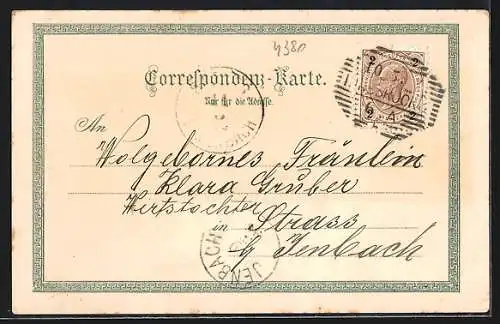 4380
Correspondenz-Karte.
Nur für die Adresse.
An
Wolgebornes Fräulein
Klara Gruber
Wirtstochter
in Strass
b/ Jenbach
JENBACH